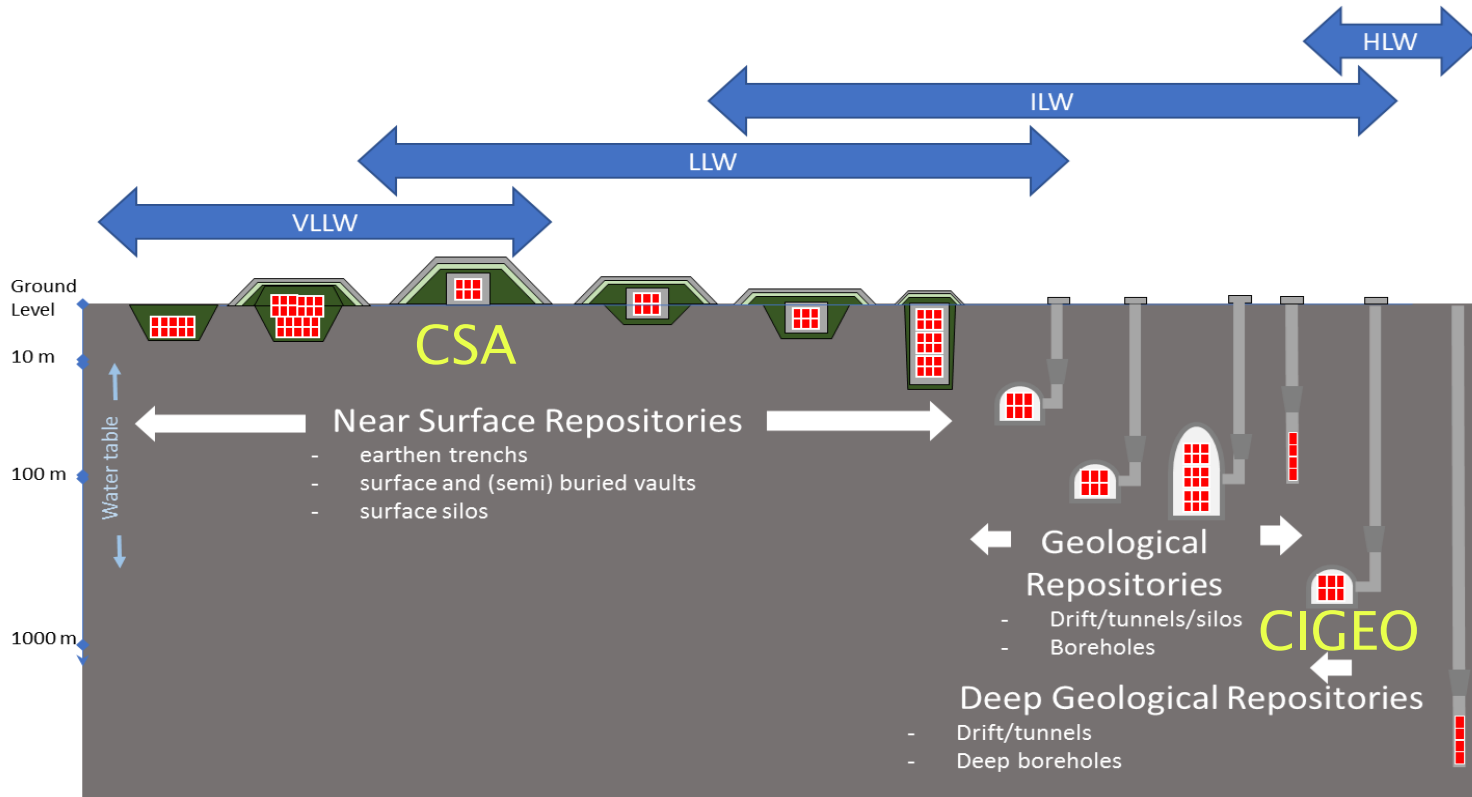 HLW
ILW
LLW
VLLW
Ground
Level
10 m
100 m
1000 m
Water table
CSA
Near Surface Repositories
- earthen trenchs
- surface and (semi) buried vaults
- surface silos
Geological
Repositories
- Drift/tunnels/silos
- Boreholes
CIGEO
Deep Geological Repositories
- Drift/tunnels
- Deep boreholes